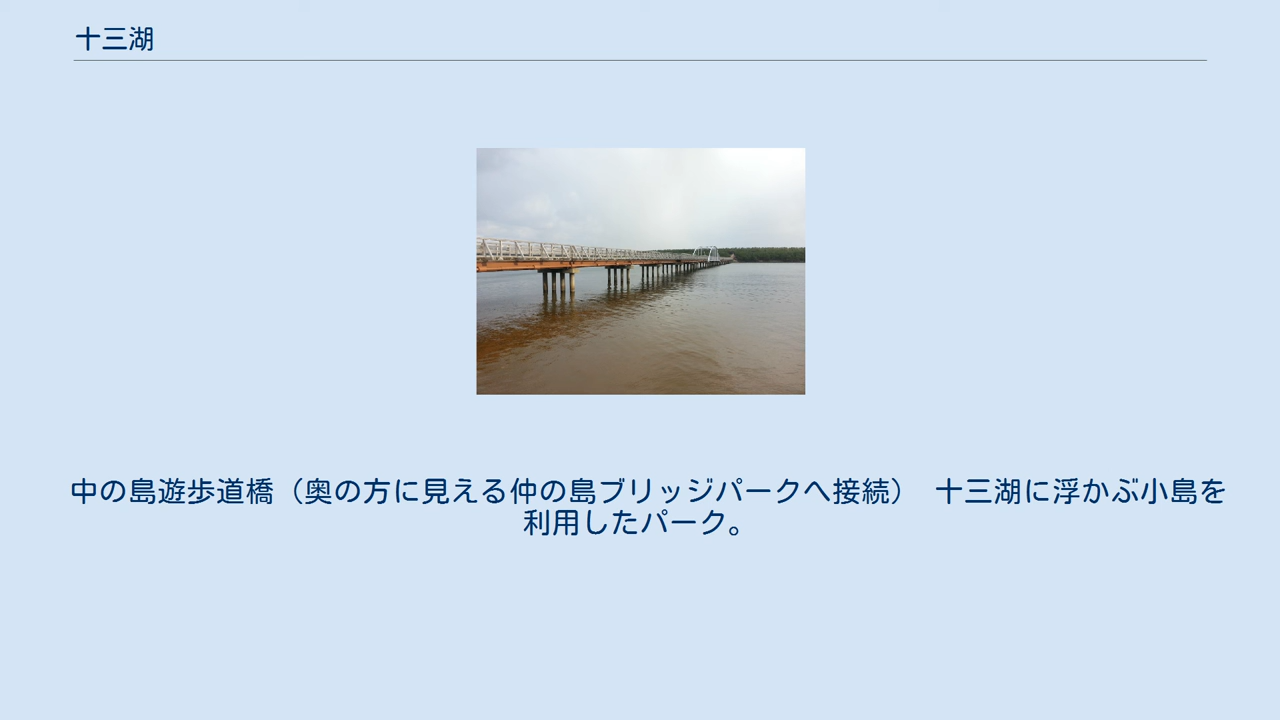 十三湖
中の島遊歩道橋（奥の方に見える仲の島ブリッジパークへ接続）　十三湖に浮かぶ小島を
利用したパーク。